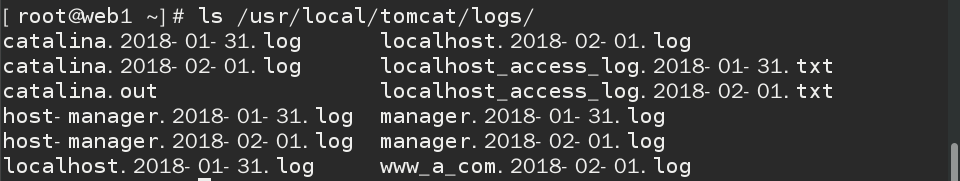 [root@web1 ~]# ls /usr/local/tomcat/logs/
catalina.2018-01-31.log localhost.2018-02-01.log
catalina.2018-02-01.log localhost_access_log.2018-01-31.txt
catalina.out localhost_access_log.2018-02-01.txt
host-manager.2018-01-31.log manager.2018-01-31.log
host-manager.2018-02-01.log manager.2018-02-01.log
localhost.2018-01-31.log www_a_com.2018-02-01.log